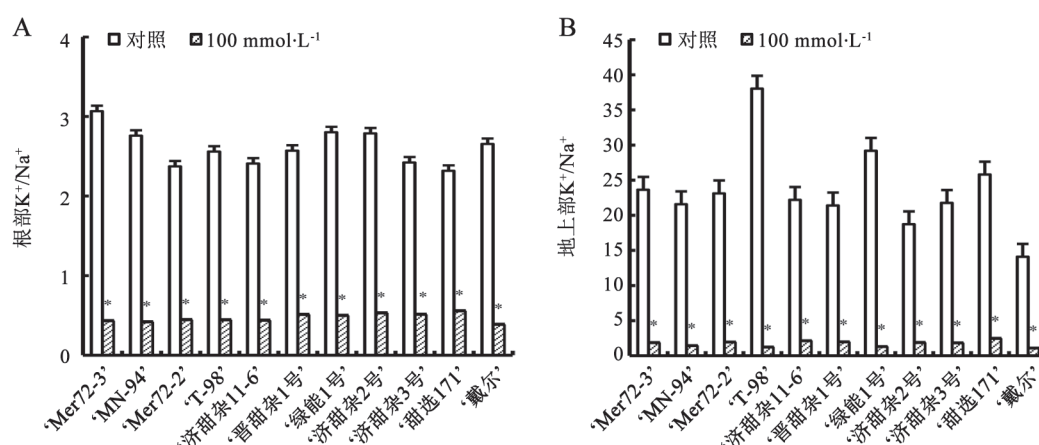 A
对照 100 mmol·L⁻¹
根部K⁺/Na⁺
4
3
2
1
0
* * * * * * * * * * *
‘Mer72-3’
‘MN-94’
‘Mer72-2’
‘T-98’
‘济甜杂11-6’
‘晋甜杂1号’
‘绿能1号’
‘济甜杂2号’
‘济甜杂3号’
‘甜选171’
‘戴尔’
B
对照 100 mmol·L⁻¹
地上部K⁺/Na⁺
45
40
35
30
25
20
15
10
5
0
* * * * * * * * * * *
‘Mer72-3’
‘MN-94’
‘Mer72-2’
‘T-98’
‘济甜杂11-6’
‘晋甜杂1号’
‘绿能1号’
‘济甜杂2号’
‘济甜杂3号’
‘甜选171’
‘戴尔’